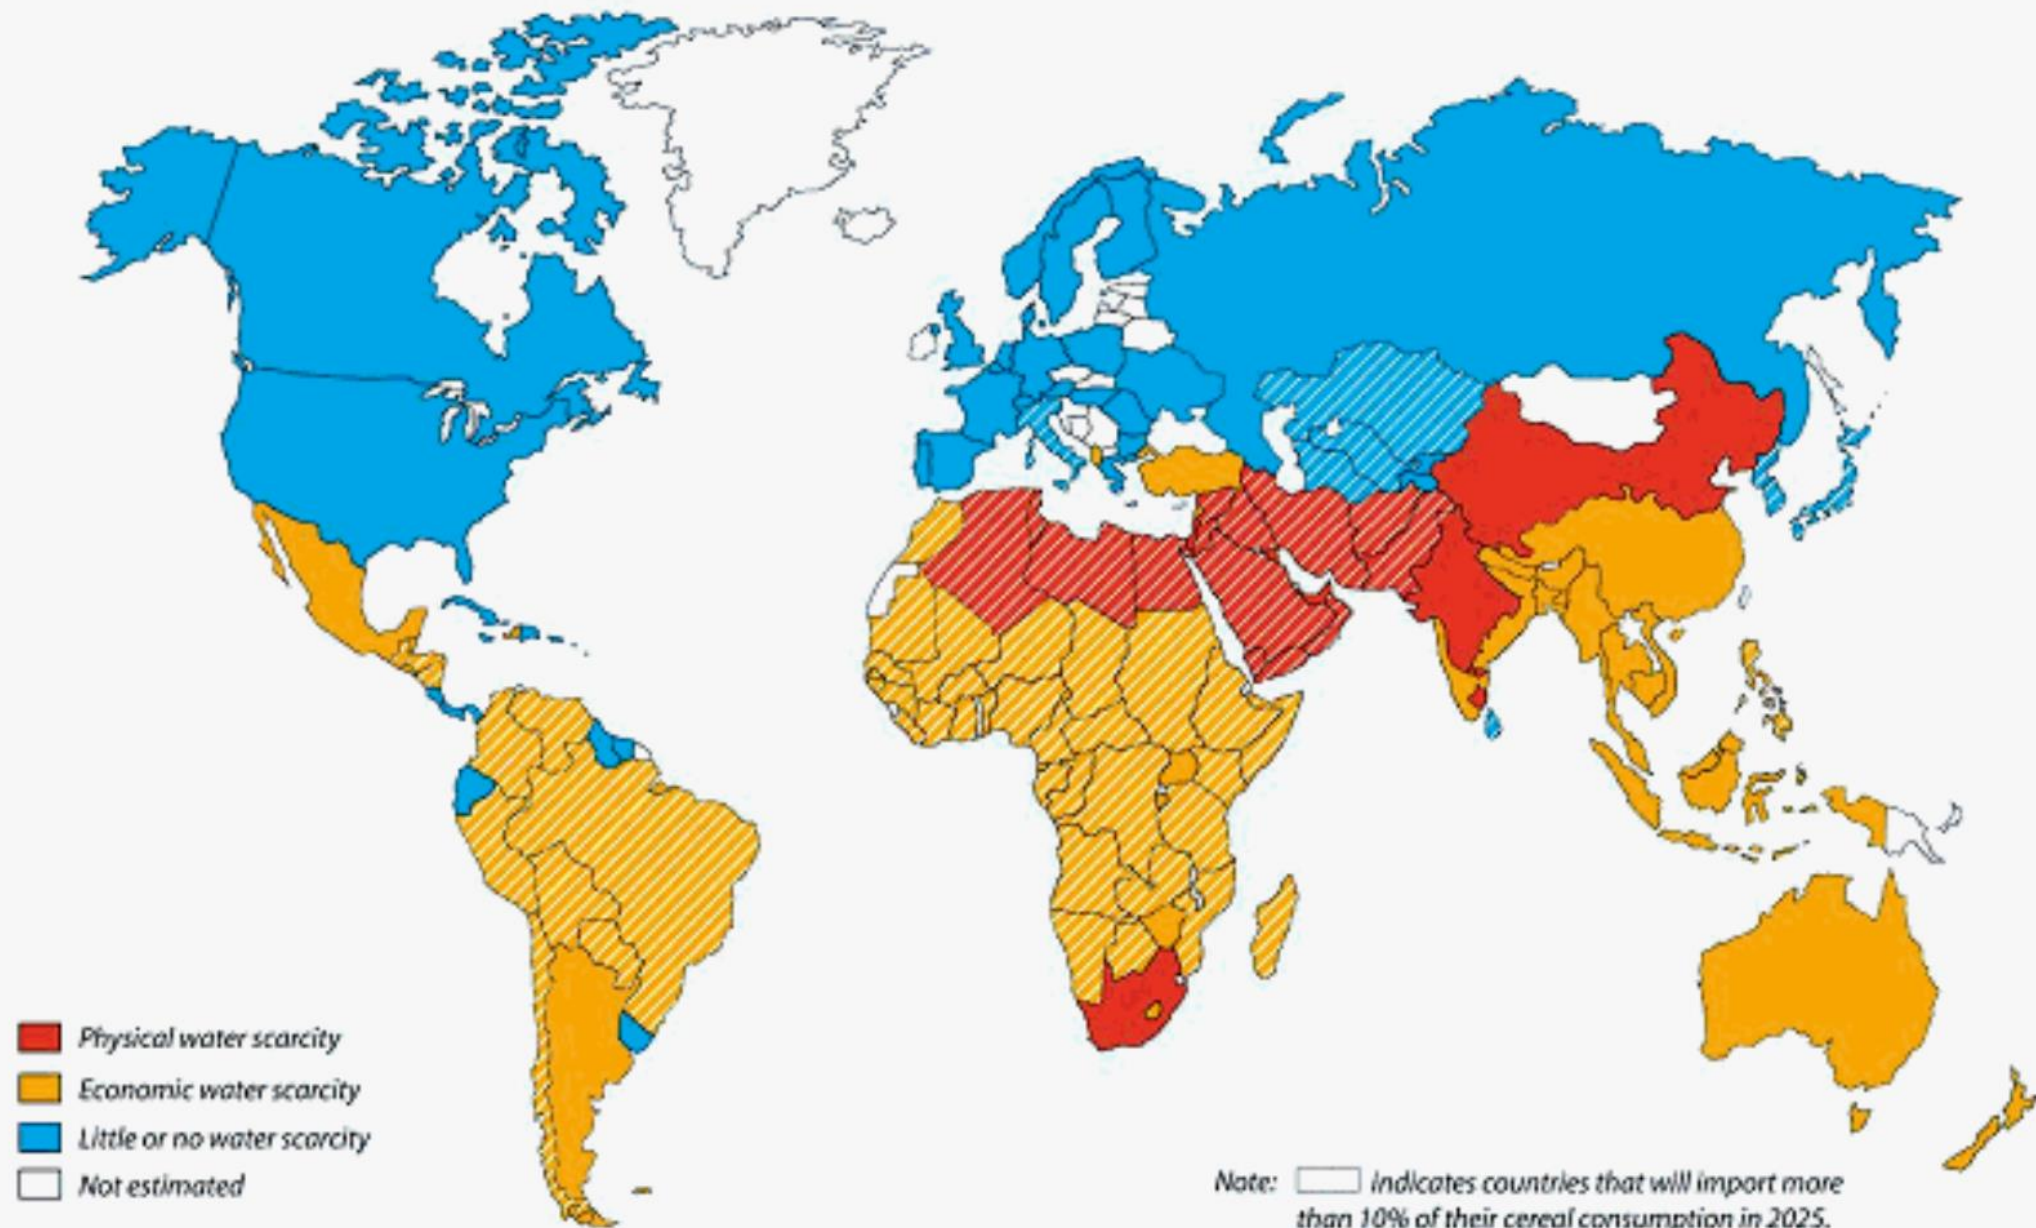 Physical water scarcity
Economic water scarcity
Little or no water scarcity
Not estimated
Note: indicates countries that will import more
than 10% of their cereal consumption in 2025.